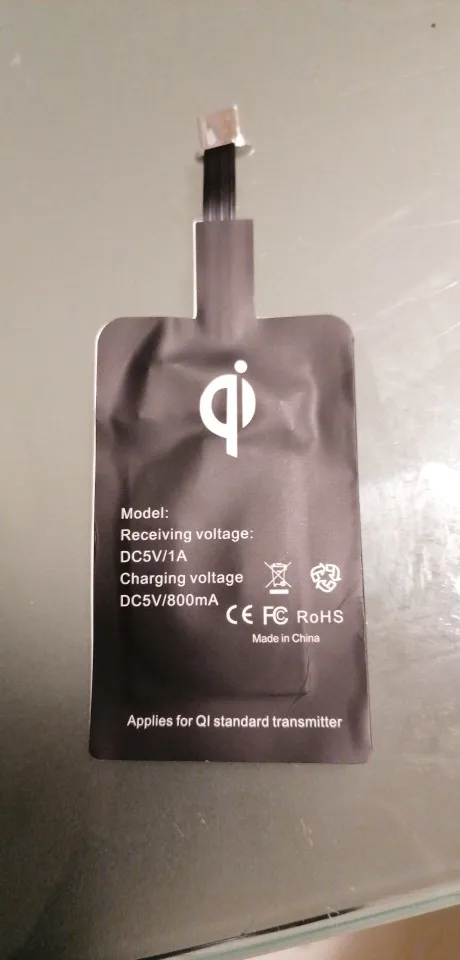 qi
Model:
Receiving voltage:
DC5V/1A
Charging voltage
DC5V/800mA
CE FC RoHS
Made in China
Applies for QI standard transmitter